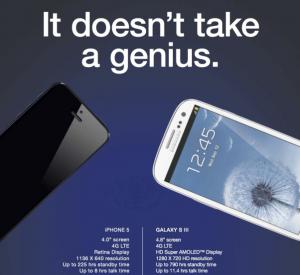 It doesn't take
a genius.
12:45
iPHONE 5
4.0" screen
4G LTE
Retina Display
1136 X 640 resolution
Up to 225 hrs standby time
Up to 8 hrs talk time
GALAXY S III
4.8" screen
4G LTE
HD Super AMOLED™ Display
1280 X 720 HD resolution
Up to 790 hrs standby time
Up to 11.4 hrs talk time